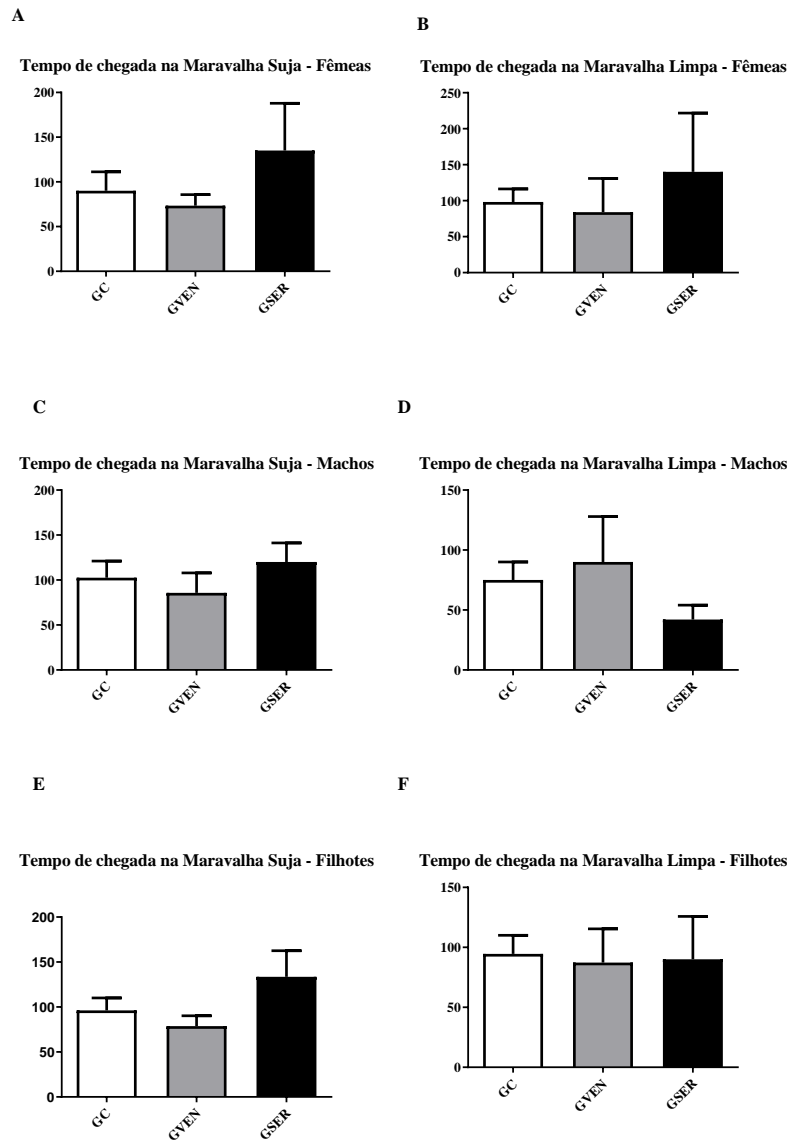 A
Tempo de chegada na Maravalha Suja - Fêmeas
200
150
100
50
0
GC
GVEN
GSER
B
Tempo de chegada na Maravalha Limpa - Fêmeas
250
200
150
100
50
0
GC
GVEN
GSER
C
Tempo de chegada na Maravalha Suja - Machos
200
150
100
50
0
GC
GVEN
GSER
D
Tempo de chegada na Maravalha Limpa - Machos
150
100
50
0
GC
GVEN
GSER
E
Tempo de chegada na Maravalha Suja - Filhotes
200
150
100
50
0
GC
GVEN
GSER
F
Tempo de chegada na Maravalha Limpa - Filhotes
150
100
50
0
GC
GVEN
GSER